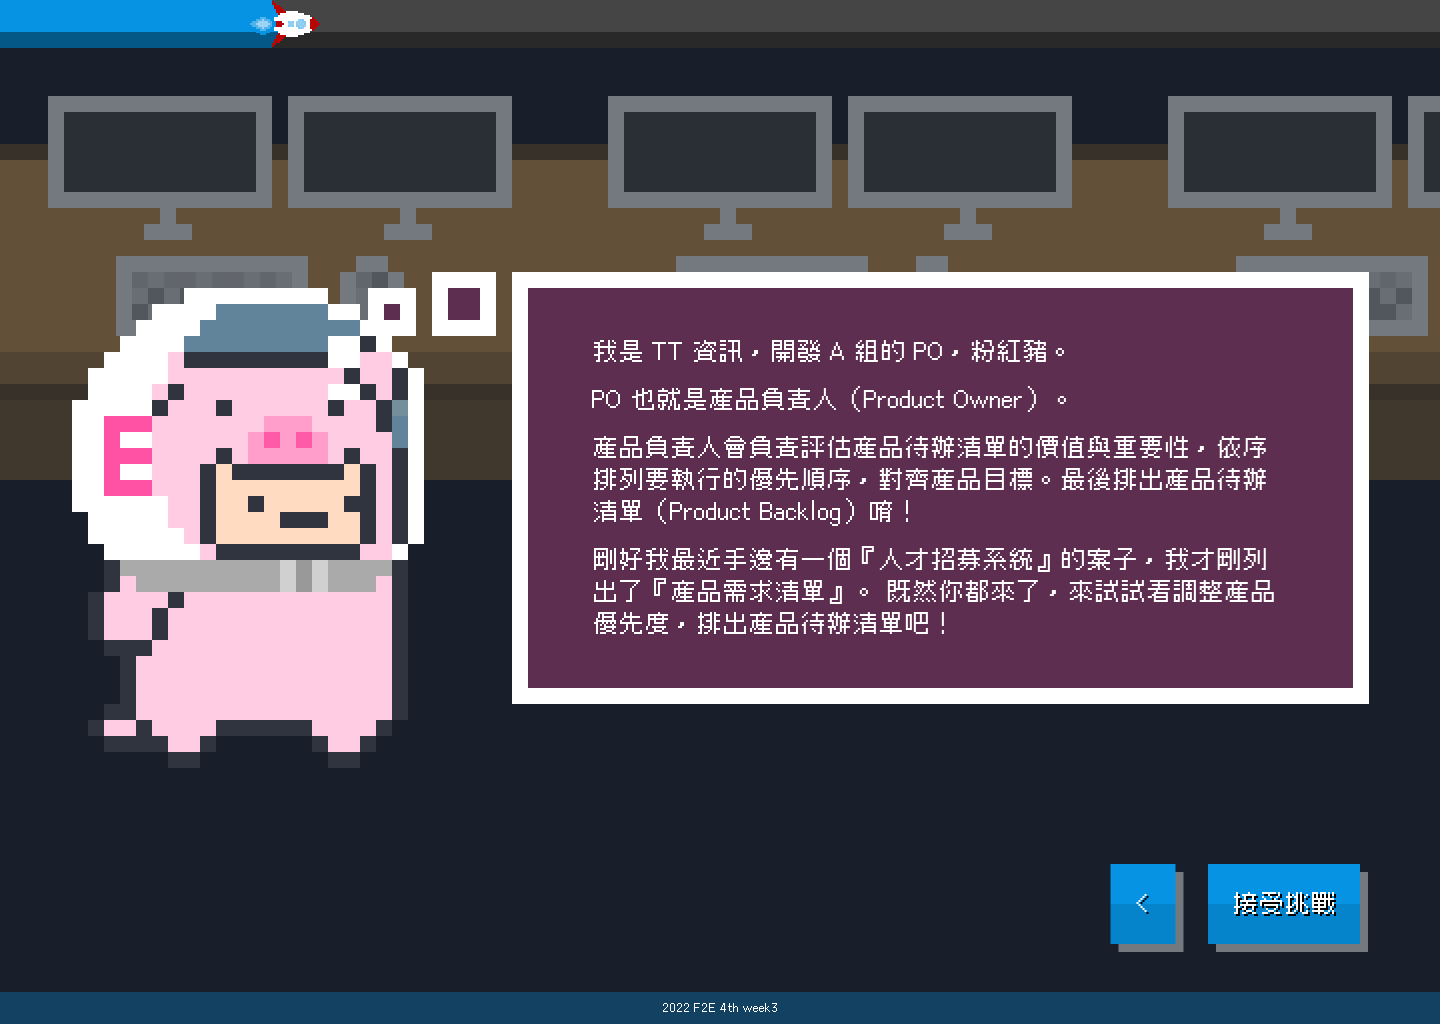 我是 TT 資訊，開發 A 組的 PO，粉紅豬。
PO 也就是產品負責人（Product Owner）。
產品負責人會負責評估產品待辦清單的價值與重要性，依序
排列要執行的優先順序，對齊產品目標。最後排出產品待辦
清單（Product Backlog）唷！
剛好我最近手邊有一個『人才招募系統』的案子，我才剛列
出了『產品需求清單』。 既然你都來了，來試試看調整產品
優先度，排出產品待辦清單吧！
<
接受挑戰
2022 F2E 4th week3